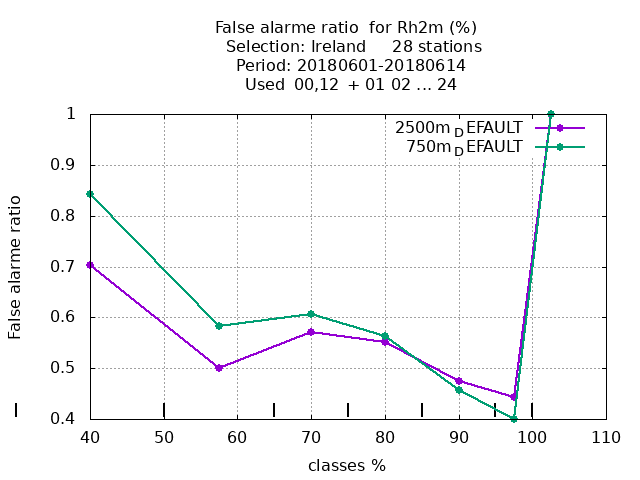 False alarme ratio  for Rh2m (%)
Selection: Ireland     28 stations
Period: 20180601-20180614
Used  00,12  + 01 02 ... 24
2500m_DEFAULT
750m_DEFAULT
1
0.9
0.8
0.7
0.6
0.5
0.4
False alarme ratio
40 50 60 70 80 90 100 110
classes %